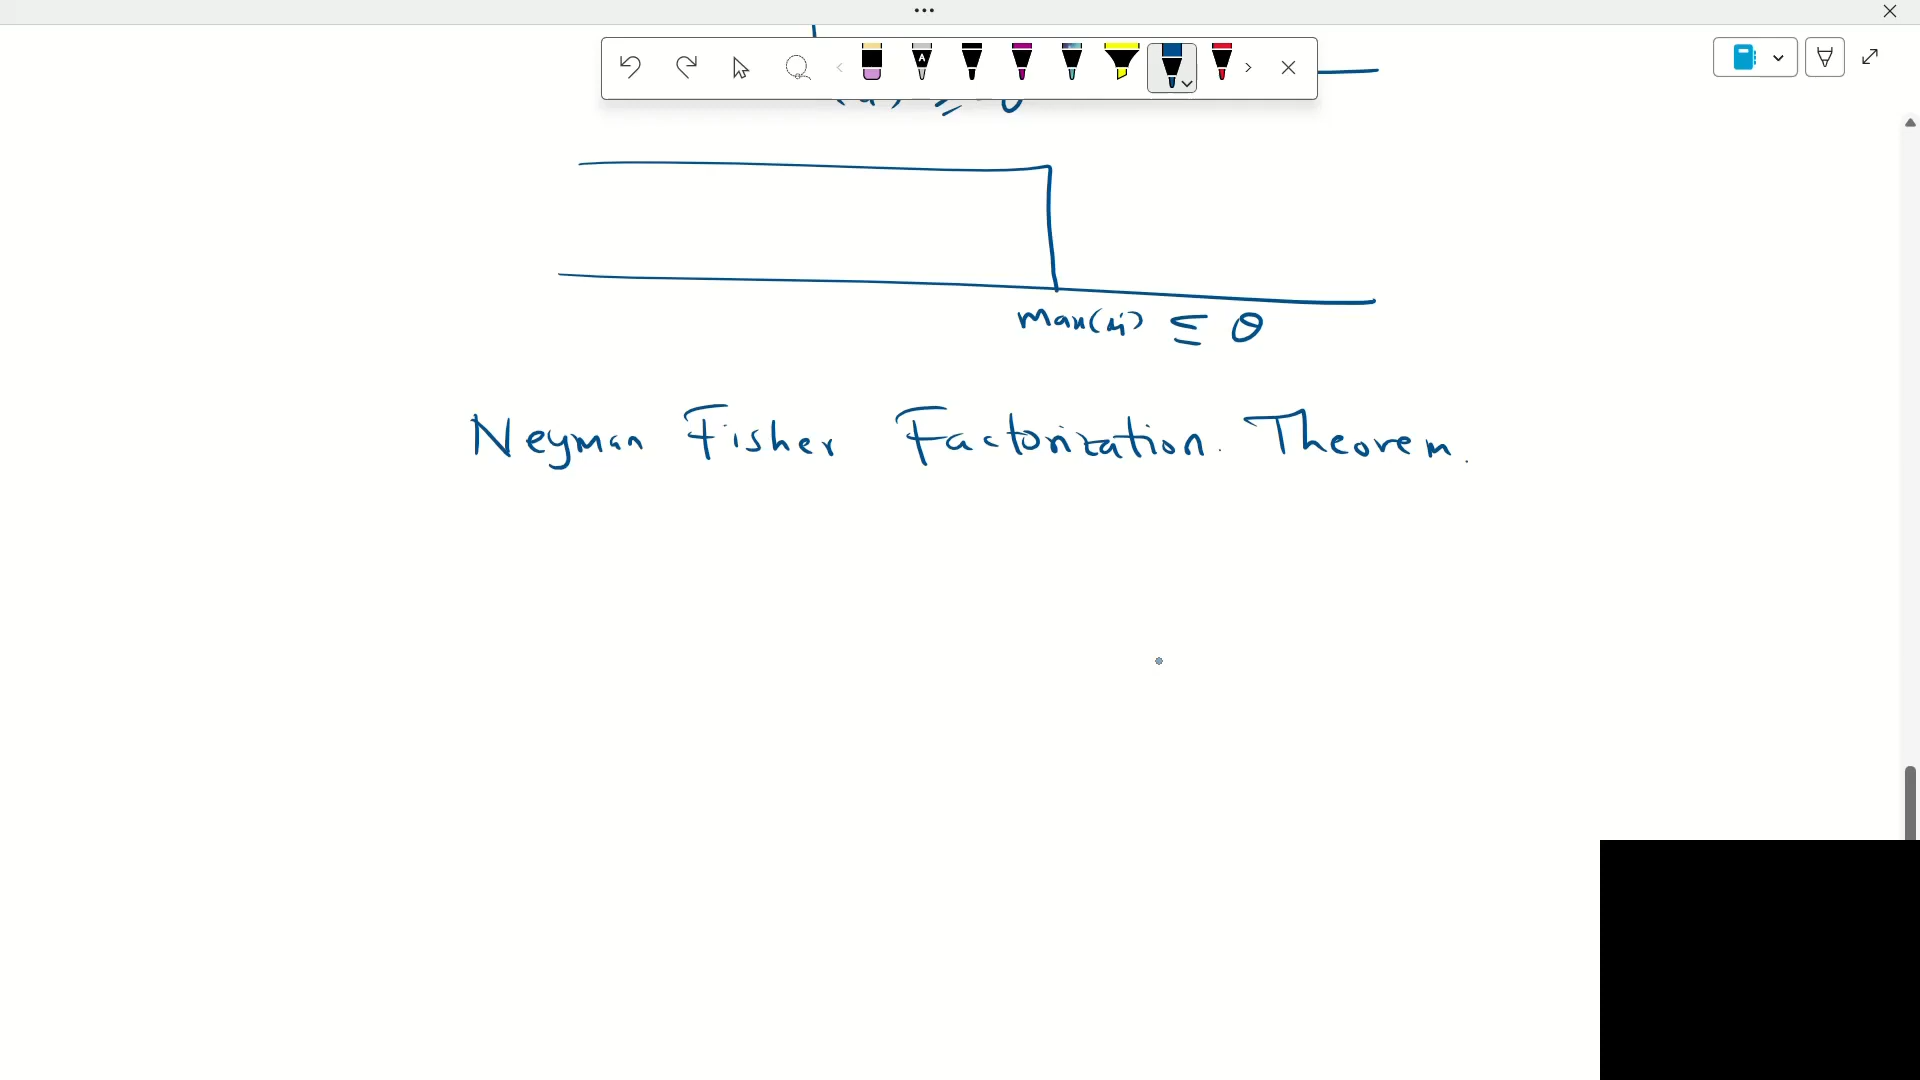 max(xi) ≤ θ
Neyman Fisher Factorization Theorem.